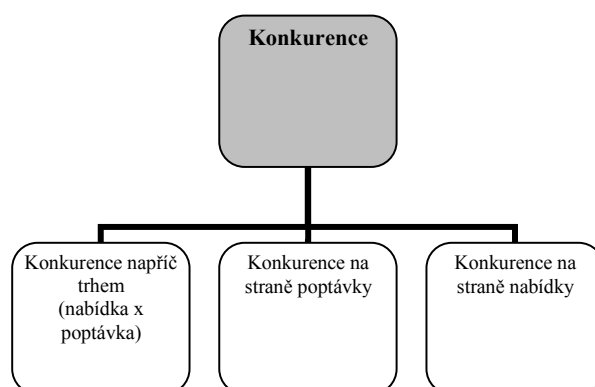 Konkurence
Konkurence napříč
trhem
(nabídka x
poptávka)
Konkurence na
straně poptávky
Konkurence na
straně nabídky